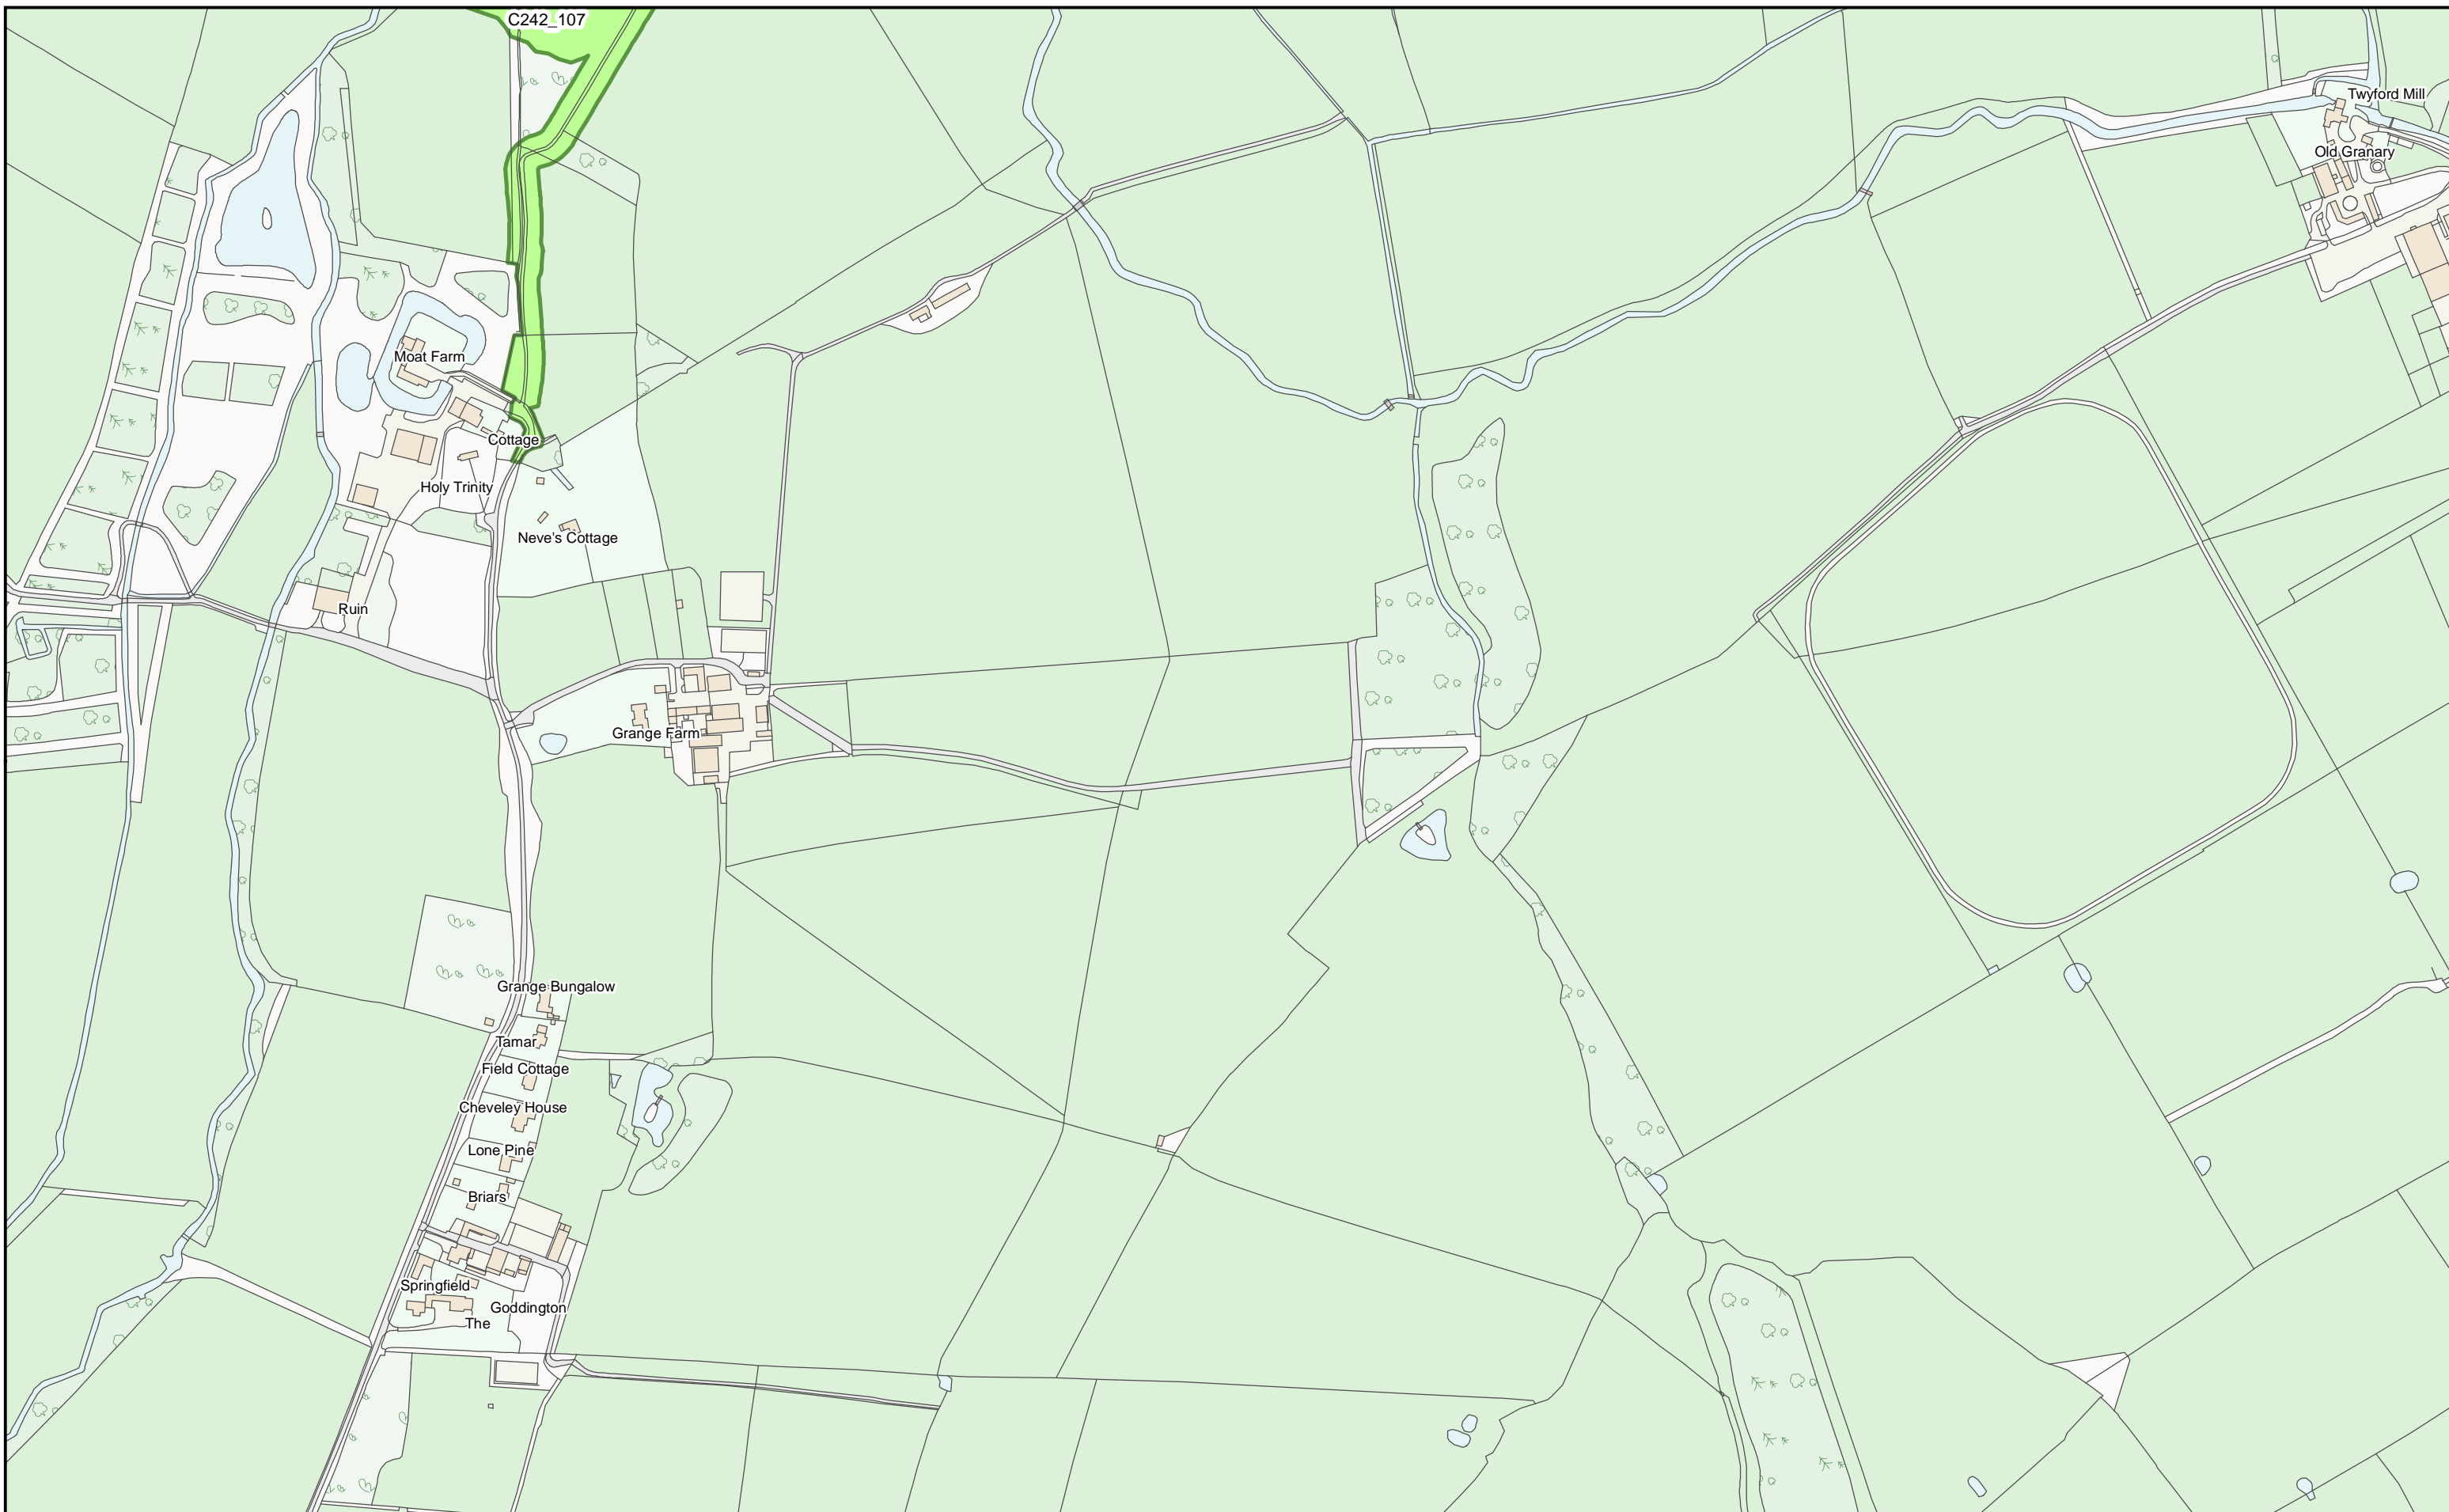 C242_107
Twyford Mill
Old Granary
Moat Farm
Cottage
Holy Trinity
Neve's Cottage
Ruin
Grange Farm
Grange Bungalow
Tamar
Field Cottage
Cheveley House
Lone Pine
Briars
Springfield
Goddington
The